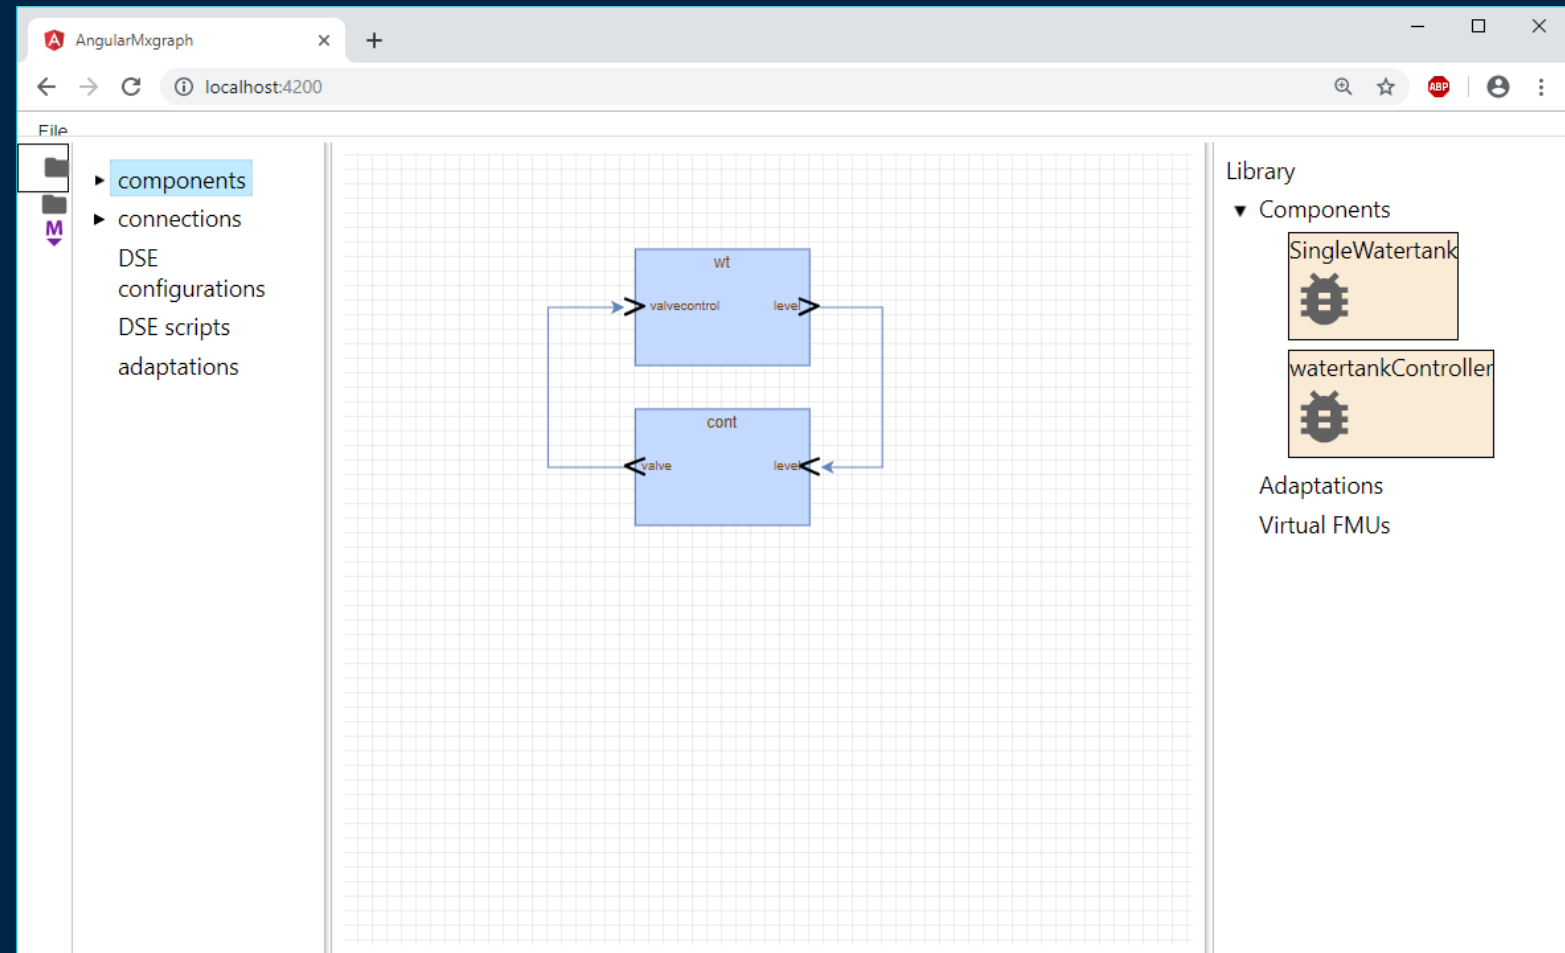 AngularMxgraph
localhost:4200
ABP
File
M
components
connections
DSE
configurations
DSE scripts
adaptations
wt
valvecontrol level
cont
valve level
Library
Components
SingleWatertank
watertankController
Adaptations
Virtual FMUs